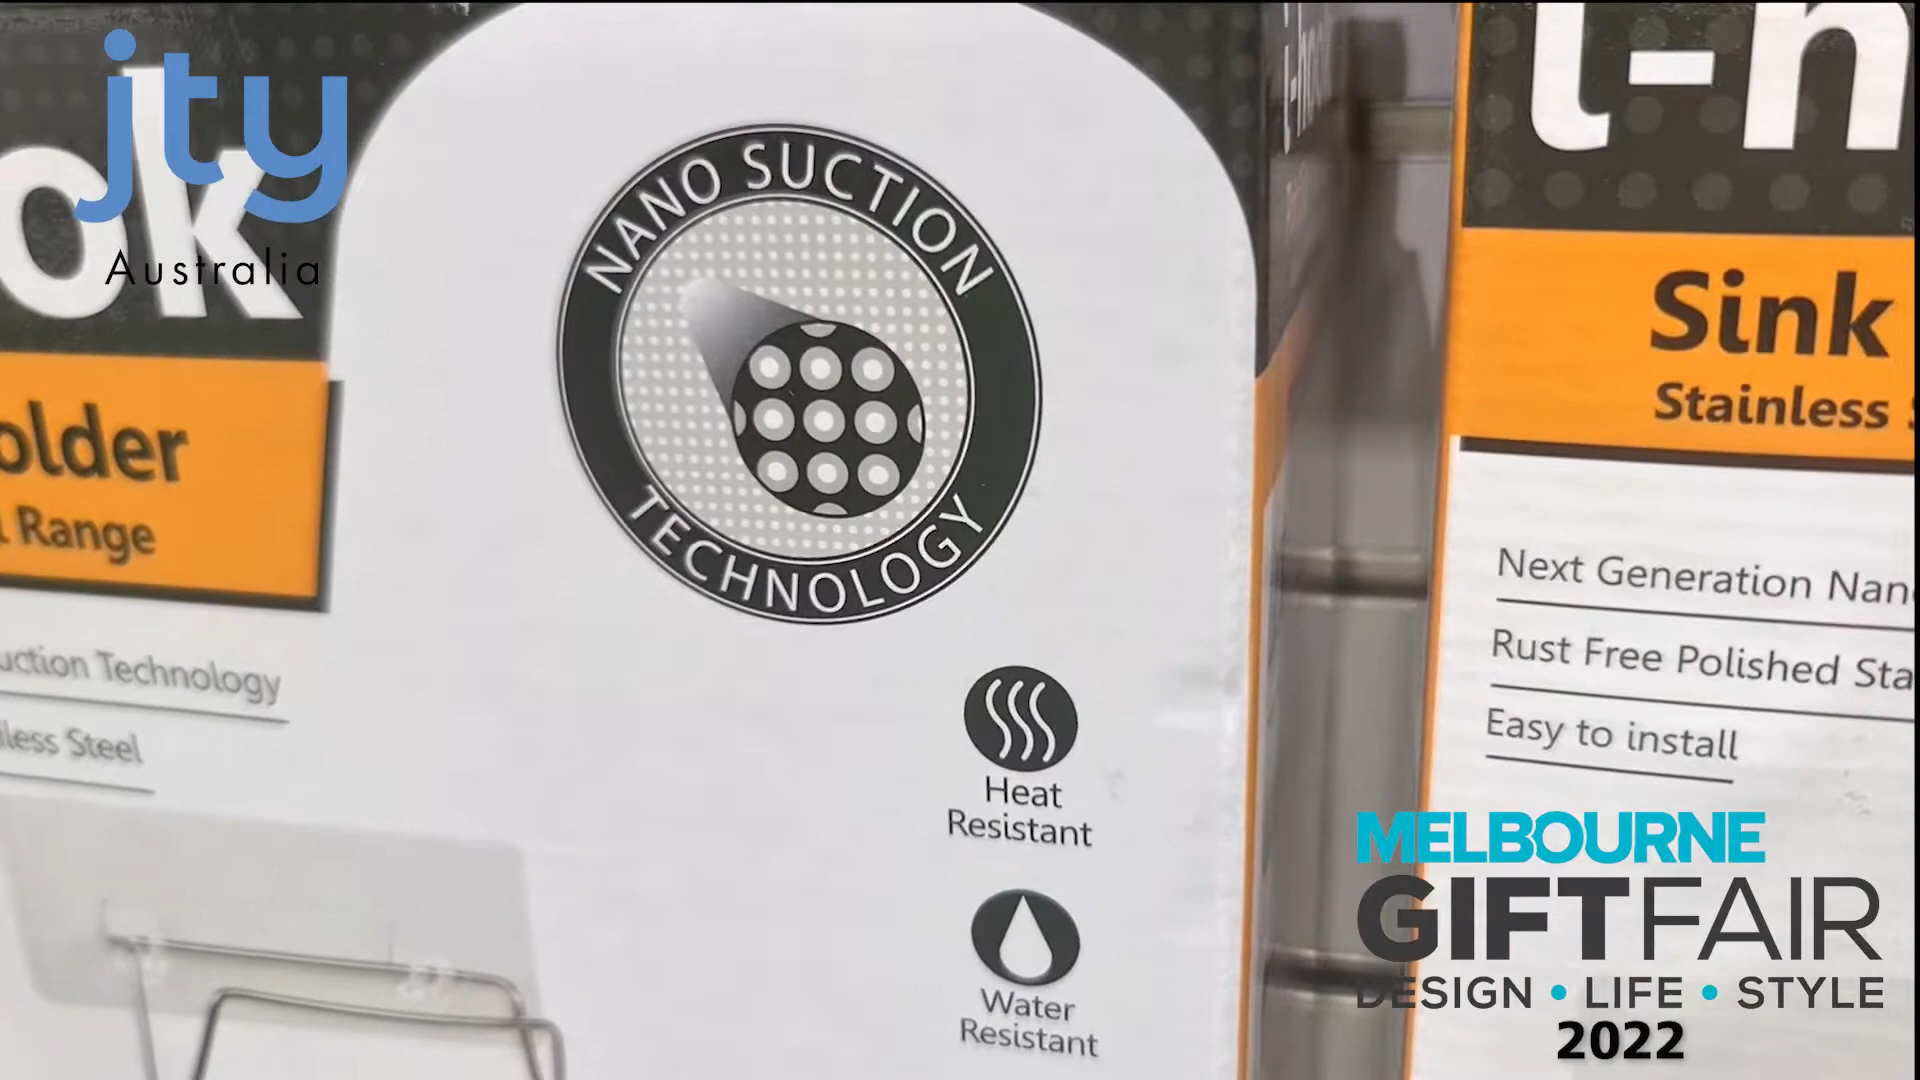 jty
Australia
ok
older
Range
uction Technology
less Steel
NANO SUCTION
TECHNOLOGY
Heat
Resistant
Water
Resistant
l-h
Sink
Stainless
Next Generation Nan
Rust Free Polished Sta
Easy to install
MELBOURNE
GIFTFAIR
DESIGN • LIFE • STYLE
2022